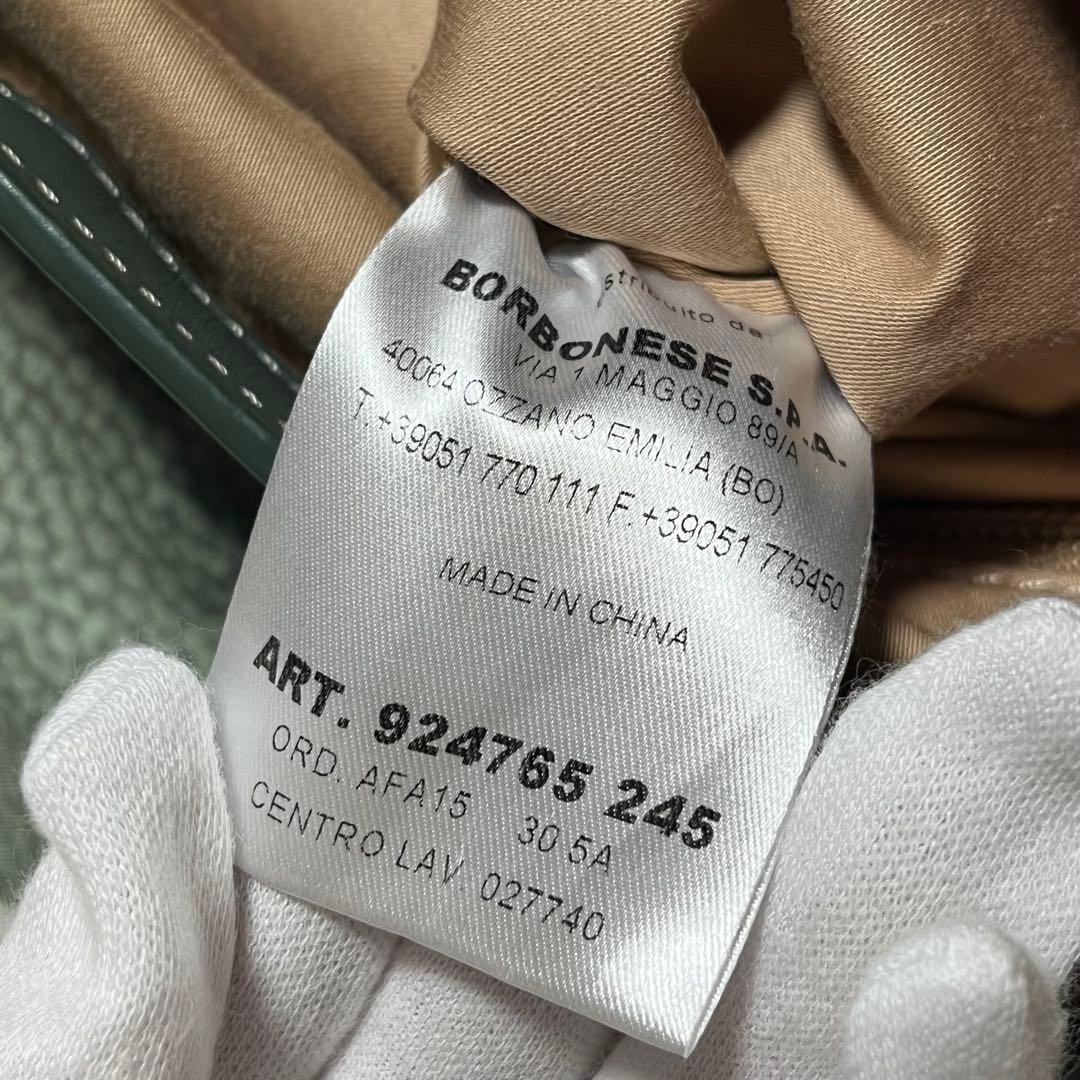 stribuito da:
BORBONESE S.P.A.
VIA 1 MAGGIO 89/A
40064 OZZANO EMILIA (BO)
T.+39051 770 111 F.+39051 775450
MADE IN CHINA
ART. 924765 245
ORD. AFA15 30 5A
CENTRO LAV. 027740